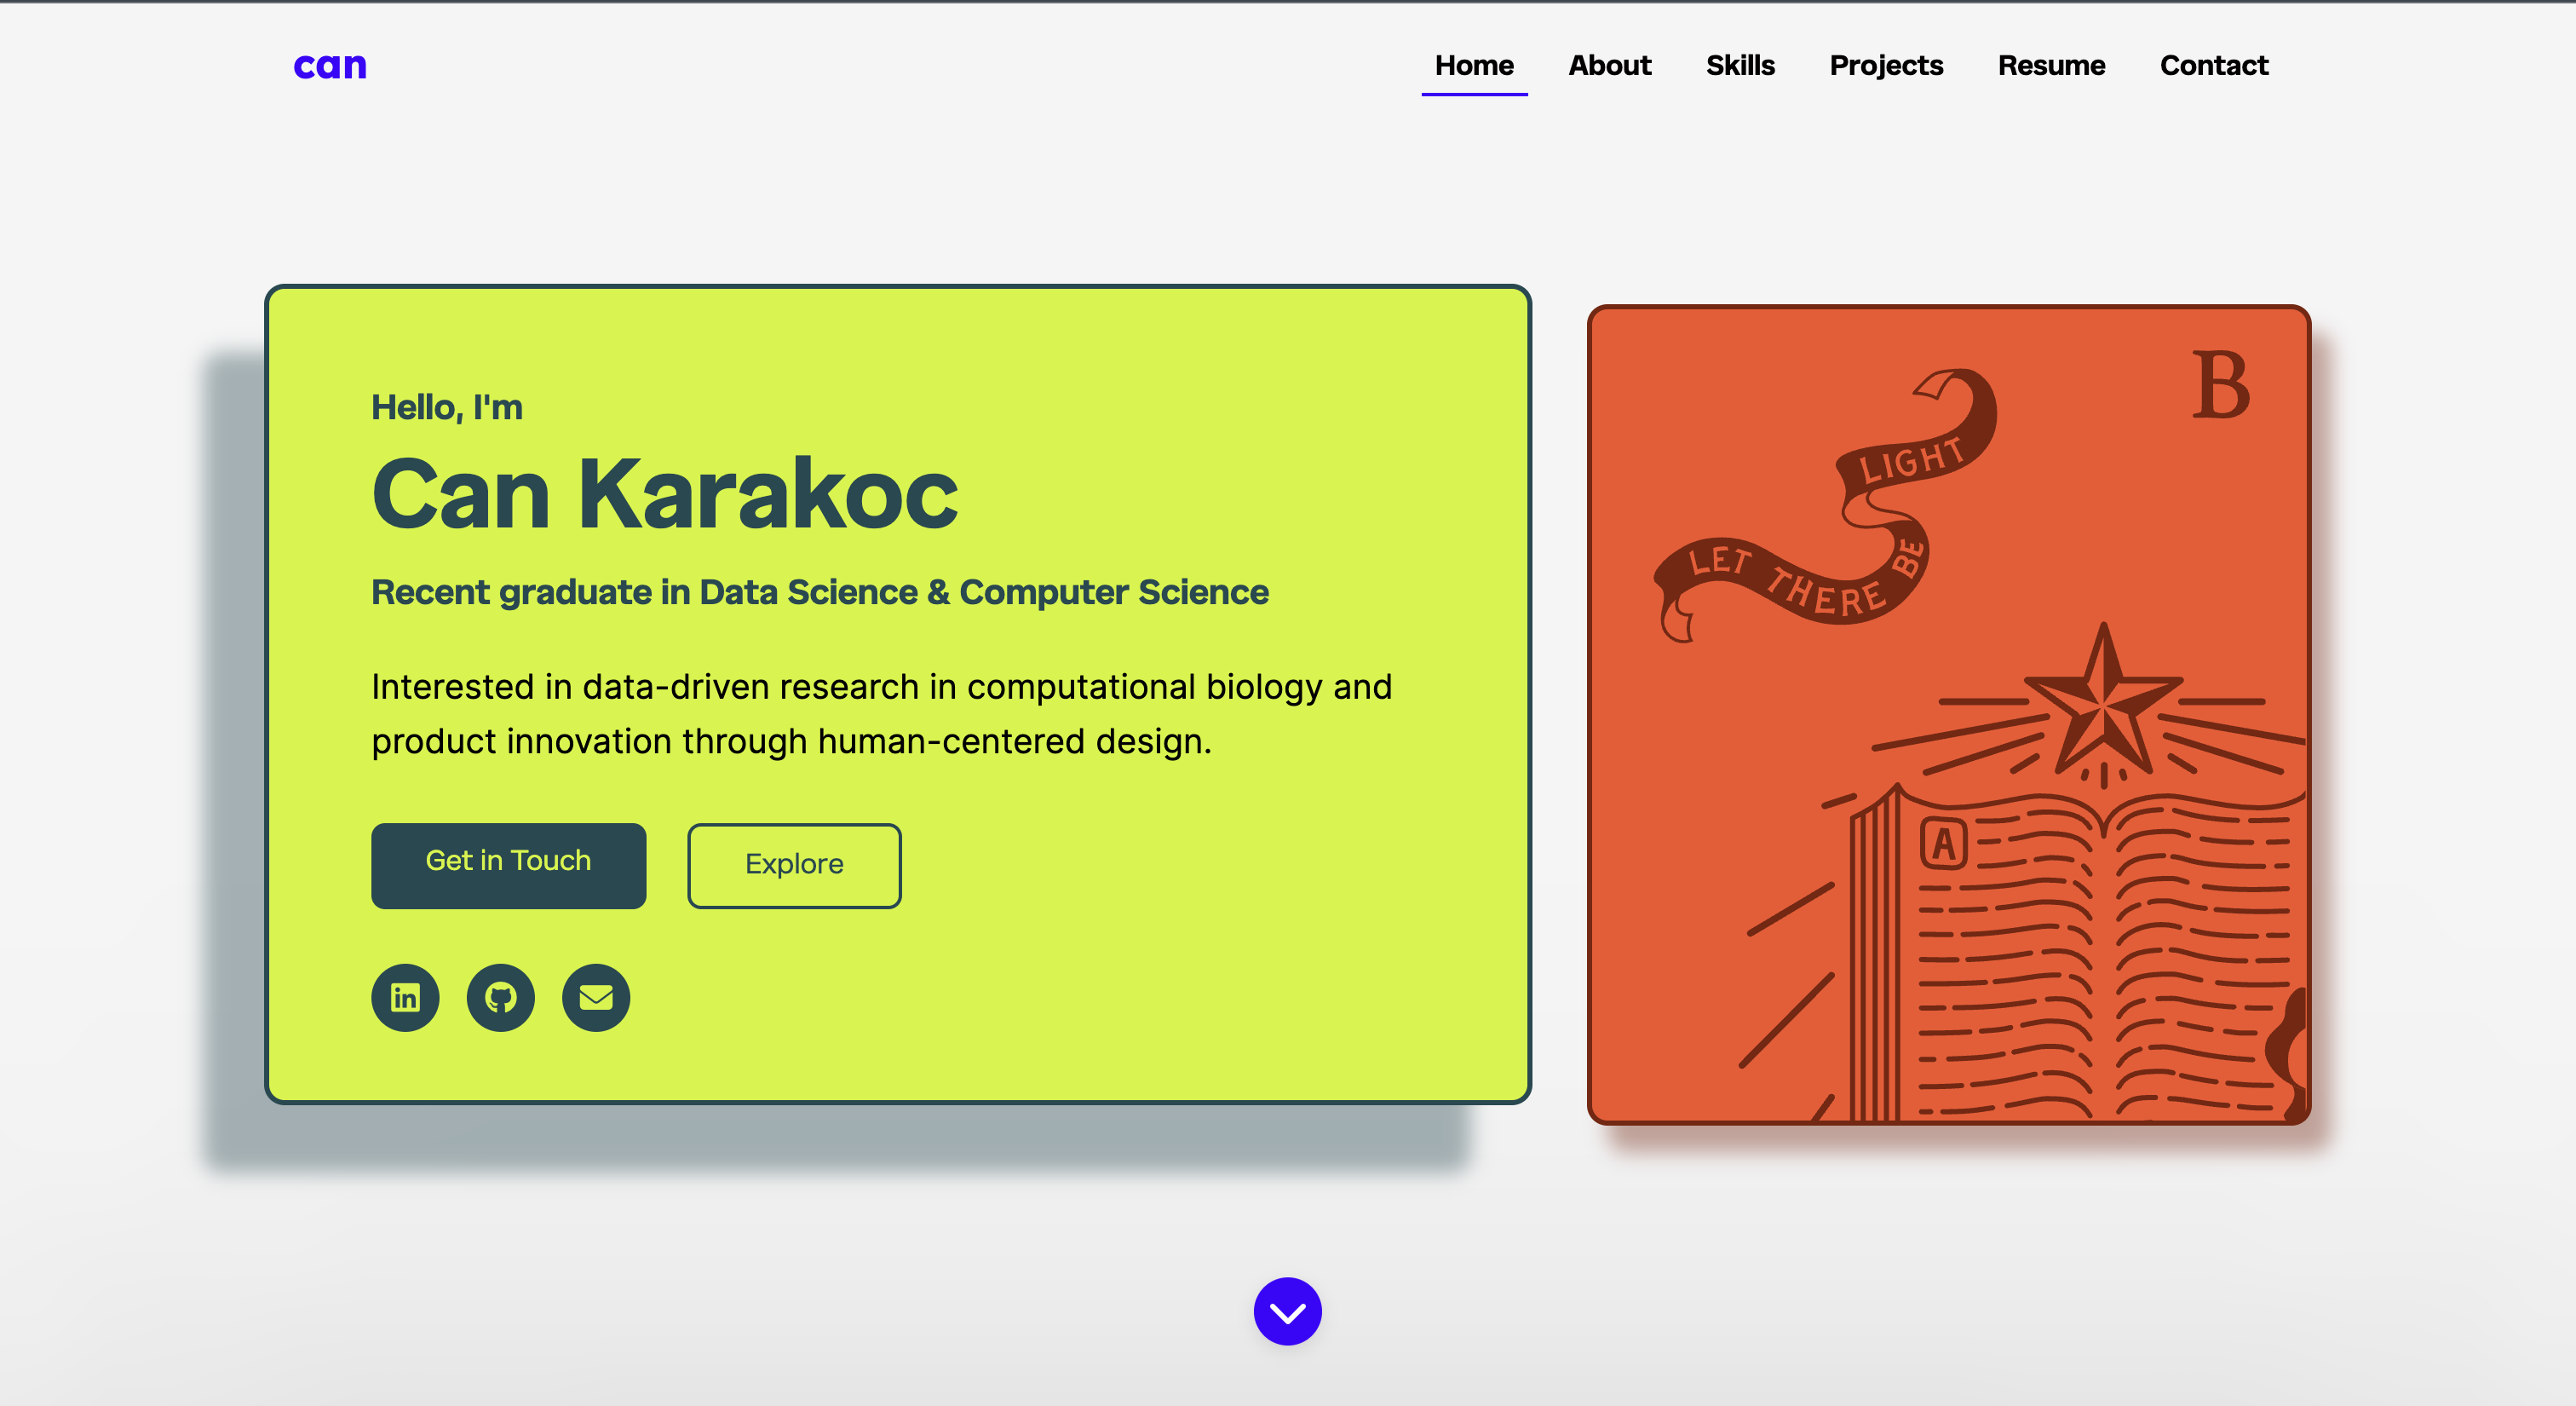 can
Home About Skills Projects Resume Contact
Hello, I'm
Can Karakoc
Recent graduate in Data Science & Computer Science
Interested in data-driven research in computational biology and
product innovation through human-centered design.
Get in Touch Explore
in
B
LET THERE BE
LIGHT
A